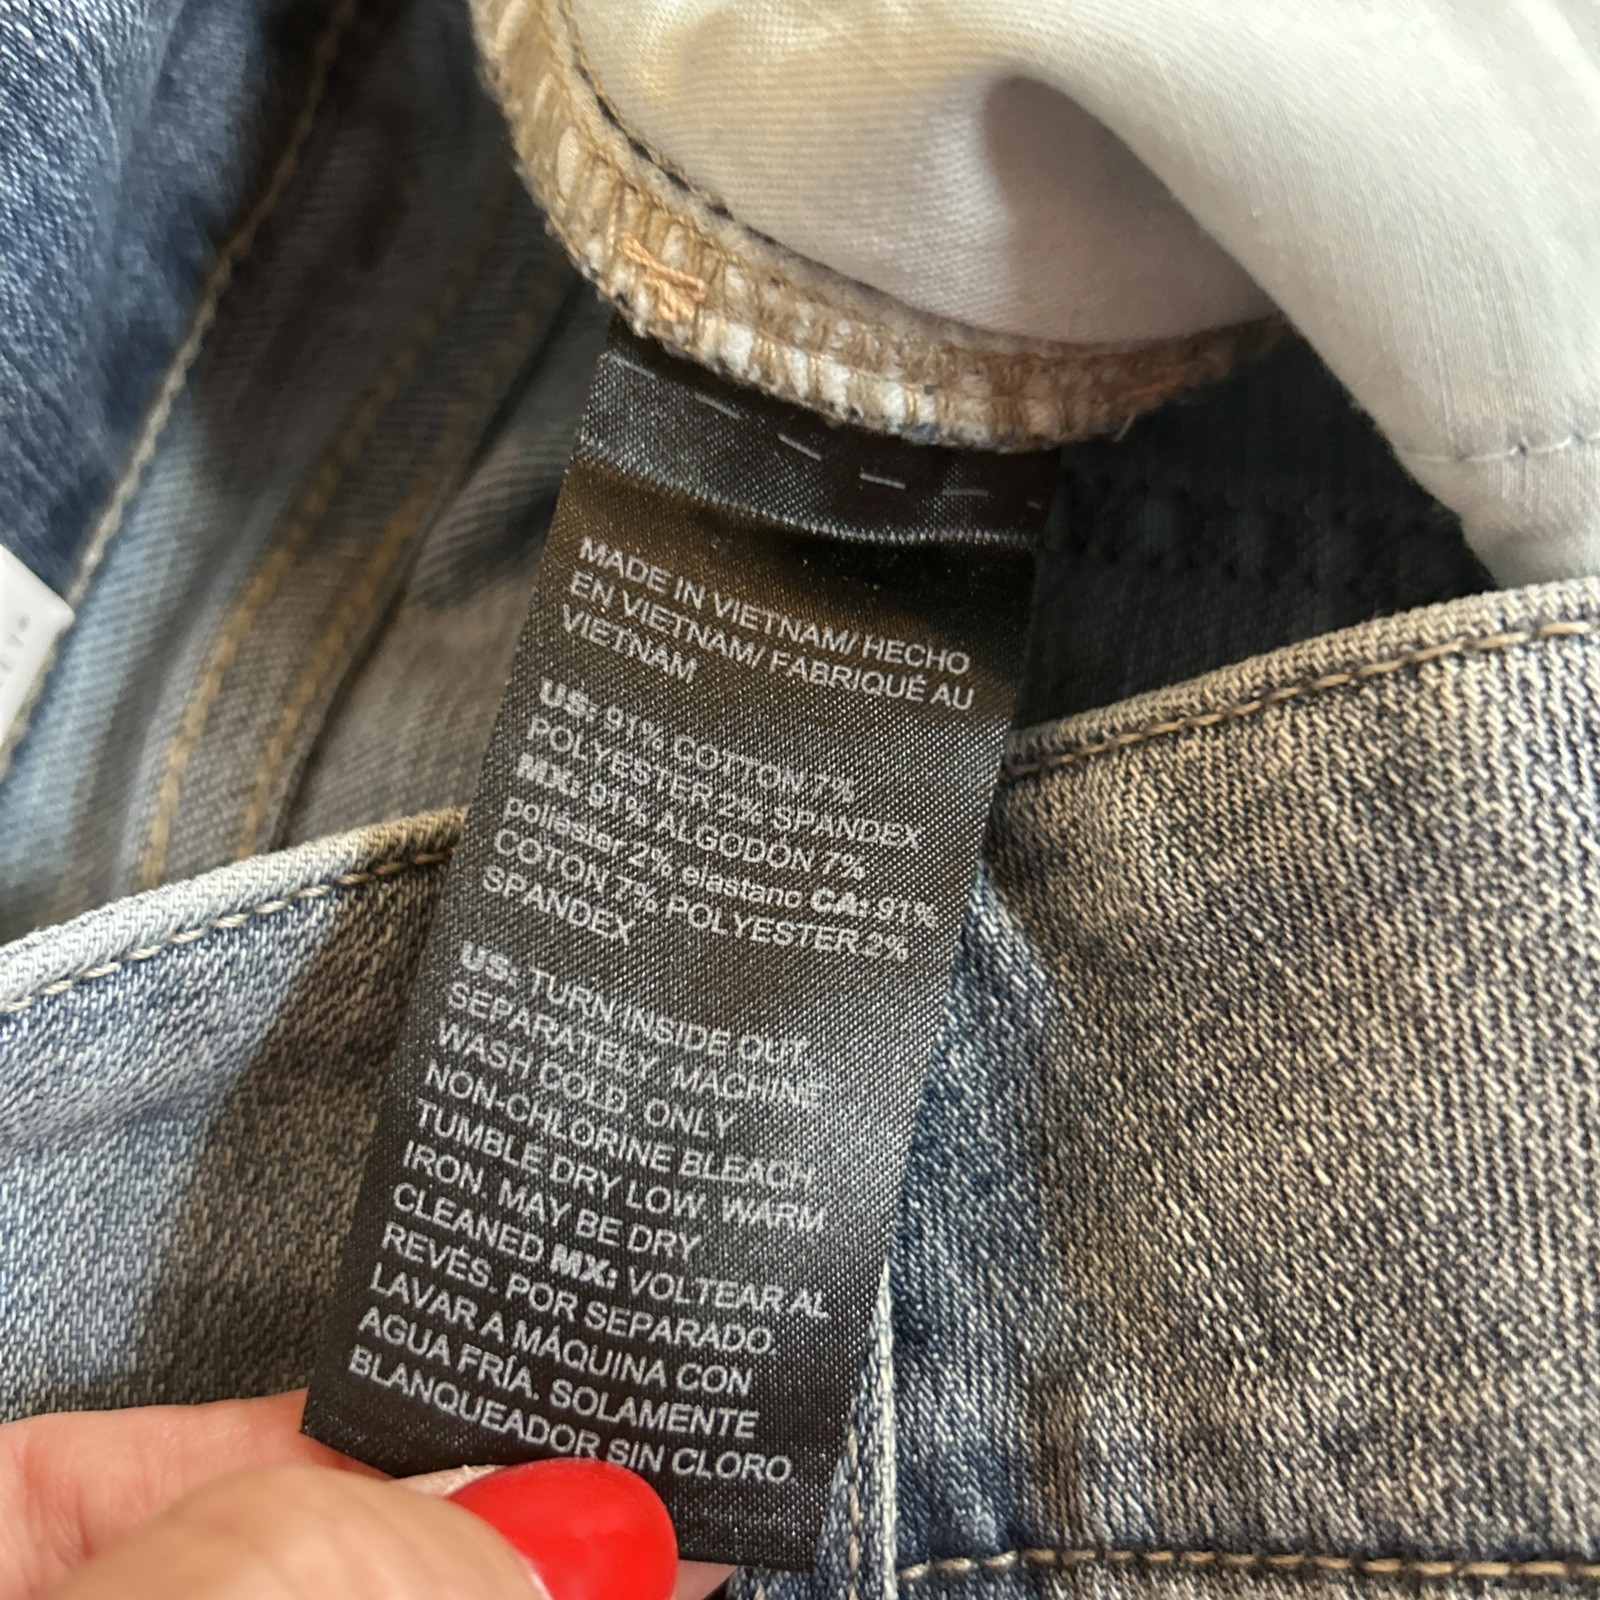 MADE IN VIETNAM/ HECHO
EN VIETNAM/ FABRIQUÉ AU
VIETNAM
US: 91% COTTON 7%
POLYESTER 2% SPANDEX
MX: 91% ALGODÓN 7%
poliéster 2% elastano CA: 91%
COTON 7% POLYESTER 2%
SPANDEX
US: TURN INSIDE OUT.
SEPARATELY. MACHINE
WASH COLD. ONLY
NON-CHLORINE BLEACH
TUMBLE DRY LOW. WARM
IRON. MAY BE DRY
CLEANED MX: VOLTEAR AL
REVÉS. POR SEPARADO
LAVAR A MÁQUINA CON
AGUA FRÍA. SOLAMENTE
BLANQUEADOR SIN CLORO